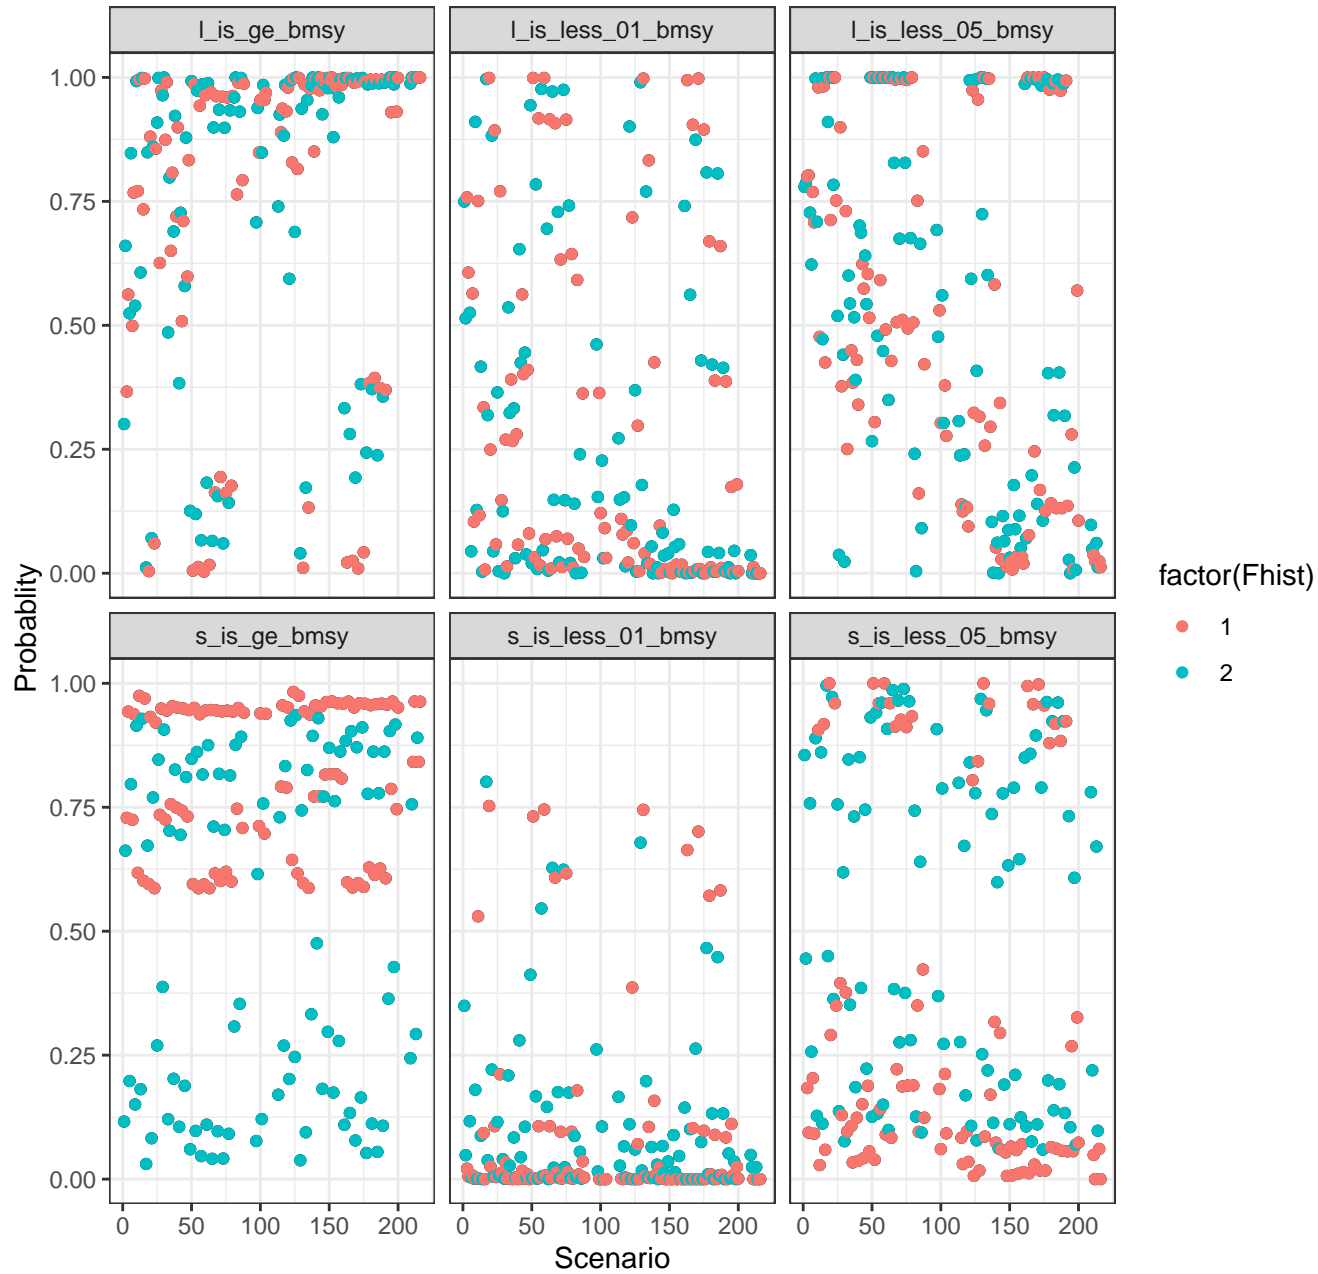 l_is_ge_bmsy
l_is_less_01_bmsy
l_is_less_05_bmsy
1.00
0.75
0.50
0.25
0.00
s_is_ge_bmsy
s_is_less_01_bmsy
s_is_less_05_bmsy
1.00
0.75
0.50
0.25
0.00
0 50 100 150 200
0 50 100 150 200
0 50 100 150 200
Scenario
Probablity
factor(Fhist)
1
2